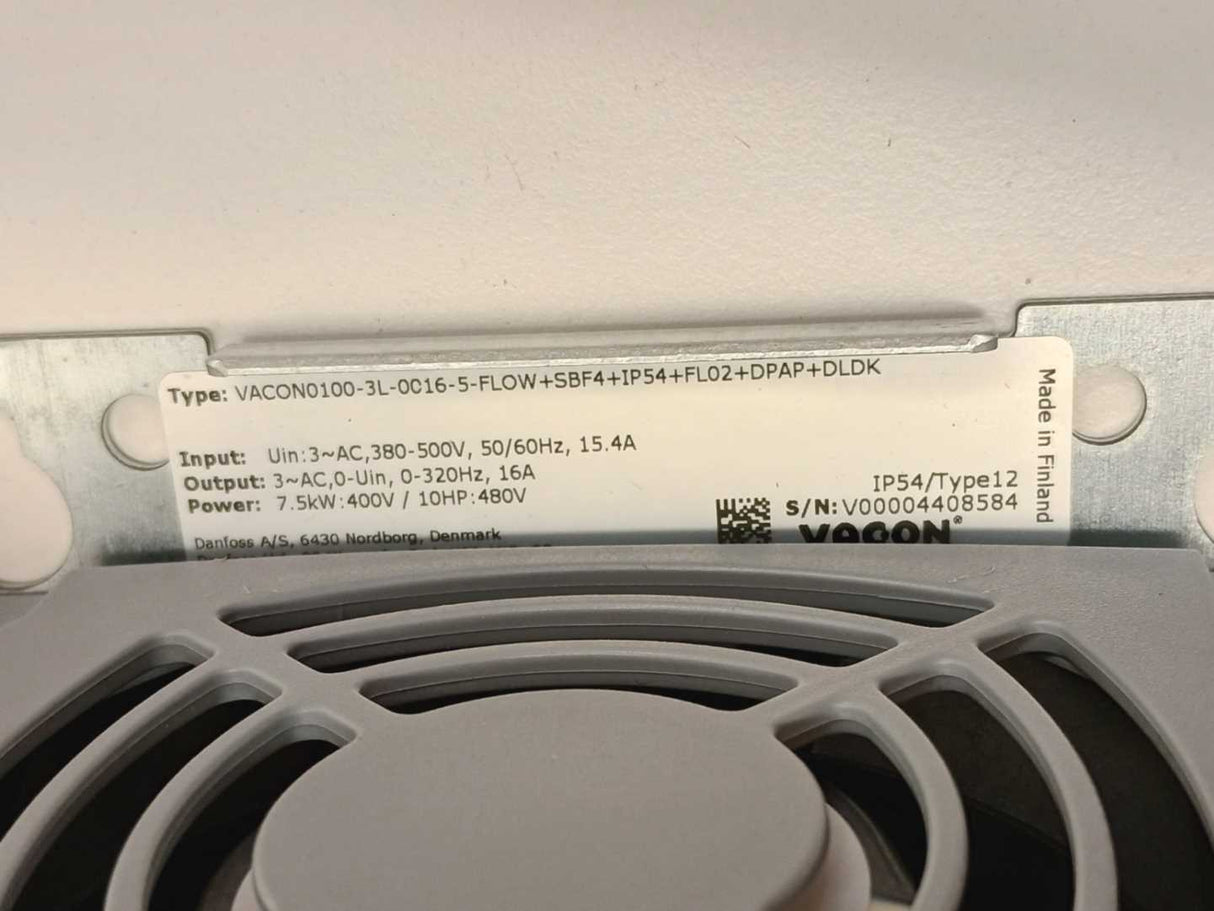 Type: VACON0100-3L-0016-5-FLOW+SBF4+IP54+FL02+DPAP+DLDK
Input: Uin:3~AC,380-500V, 50/60Hz, 15.4A
Output: 3~AC,0-Uin, 0-320Hz, 16A
Power: 7.5kW:400V / 10HP:480V
Danfoss A/S, 6430 Nordborg, Denmark
IP54/Type12
S/N: V00004408584
VACON®
Made in Finland